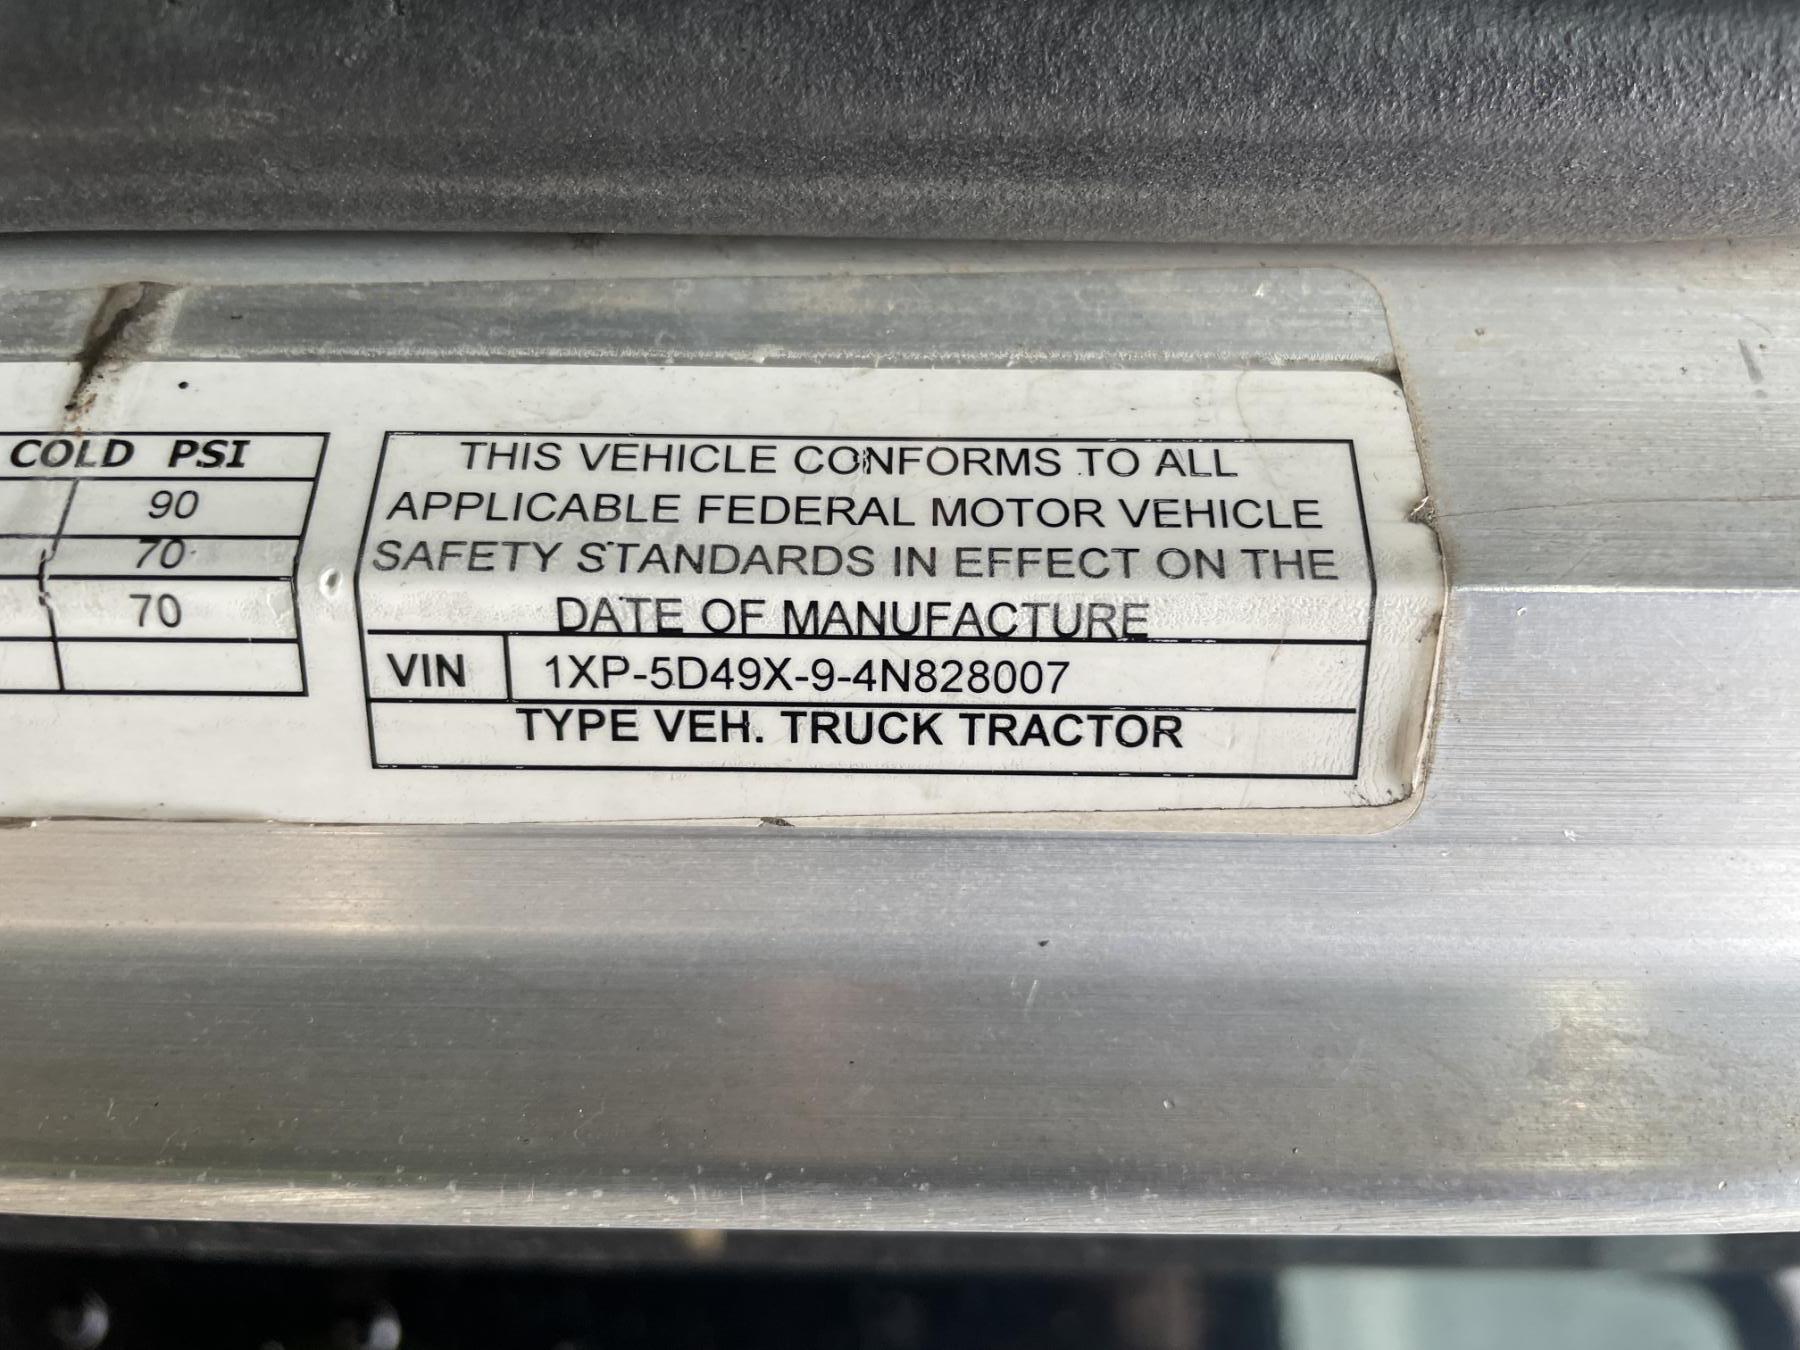 COLD PSI
90
70
70
THIS VEHICLE CONFORMS TO ALL
APPLICABLE FEDERAL MOTOR VEHICLE
SAFETY STANDARDS IN EFFECT ON THE
DATE OF MANUFACTURE
VIN 1XP-5D49X-9-4N828007
TYPE VEH. TRUCK TRACTOR